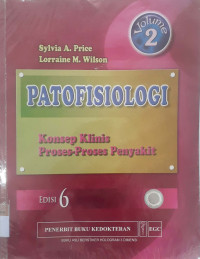 Sylvia A. Price
Lorraine M. Wilson
Volume
2
PATOFISIOLOGI
Konsep Klinis
Proses-Proses Penyakit
EDISI 6
PENERBIT BUKU KEDOKTERAN EGC